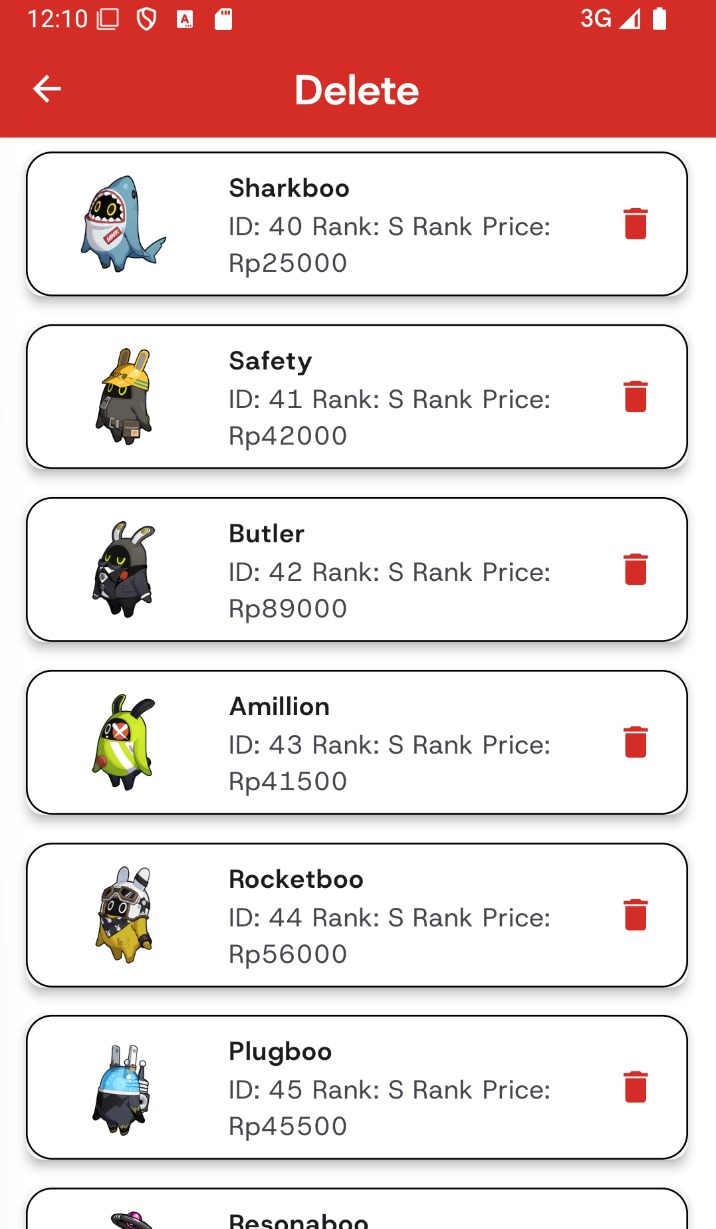 12:10
3G
Delete
Sharkboo
ID: 40 Rank: S Rank Price:
Rp25000
Safety
ID: 41 Rank: S Rank Price:
Rp42000
Butler
ID: 42 Rank: S Rank Price:
Rp89000
Amillion
ID: 43 Rank: S Rank Price:
Rp41500
Rocketboo
ID: 44 Rank: S Rank Price:
Rp56000
Plugboo
ID: 45 Rank: S Rank Price:
Rp45500
Resonaboo